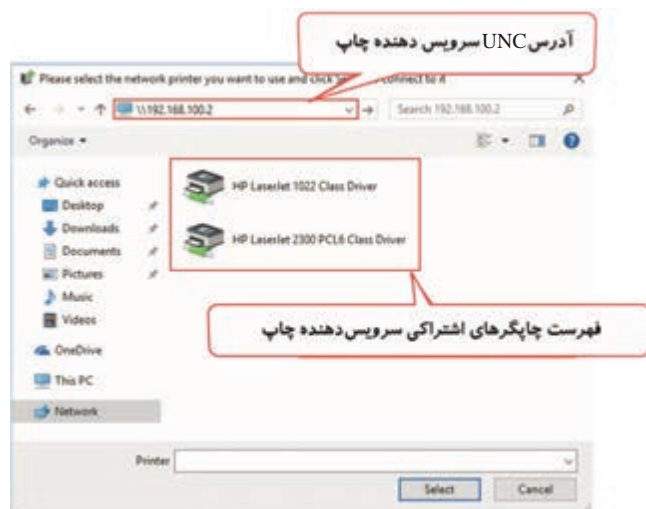 آدرس UNC سرویس دهنده چاپ
Please select the network printer you want to use and click
connect to it
\\192.168.100.2
Search 192.168.100.2
Organize
Quick access
Desktop
Downloads
Documents
Pictures
Music
Videos
OneDrive
This PC
Network
HP LaserJet 1022 Class Driver
HP LaserJet 2300 PCL6 Class Driver
فهرست چاپگرهای اشتراکی سرویس‌دهنده چاپ
Printer
Select
Cancel